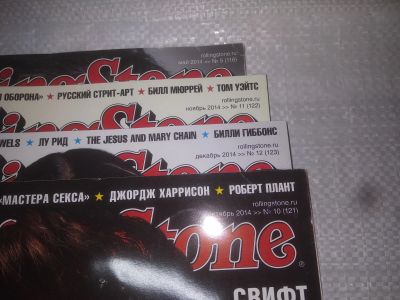 rollingstone.ru
май 2014 >> № 5 (116)
ingStone
ОБОРОНА» ★ РУССКИЙ СТРИТ-АРТ ★ БИЛЛ МЮРРЕЙ ★ ТОМ УЭЙТС
rollingstone.ru
ноябрь 2014 >> № 11 (122)
WELS ★ ЛУ РИД ★ THE JESUS AND MARY CHAIN ★ БИЛЛИ ГИББОНС
rollingstone.ru
декабрь 2014 >> № 12 (123)
«МАСТЕРА СЕКСА» ★ ДЖОРДЖ ХАРРИСОН ★ РОБЕРТ ПЛАНТ
rollingstone.ru
октябрь 2014 >> № 10 (121)
Stone
СВИФТ